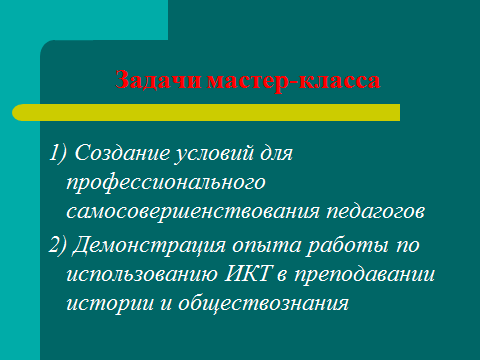 Задачи мастер-класса
1) Создание условий для
профессионального
самосовершенствования педагогов
2) Демонстрация опыта работы по
использованию ИКТ в преподавании
истории и обществознания